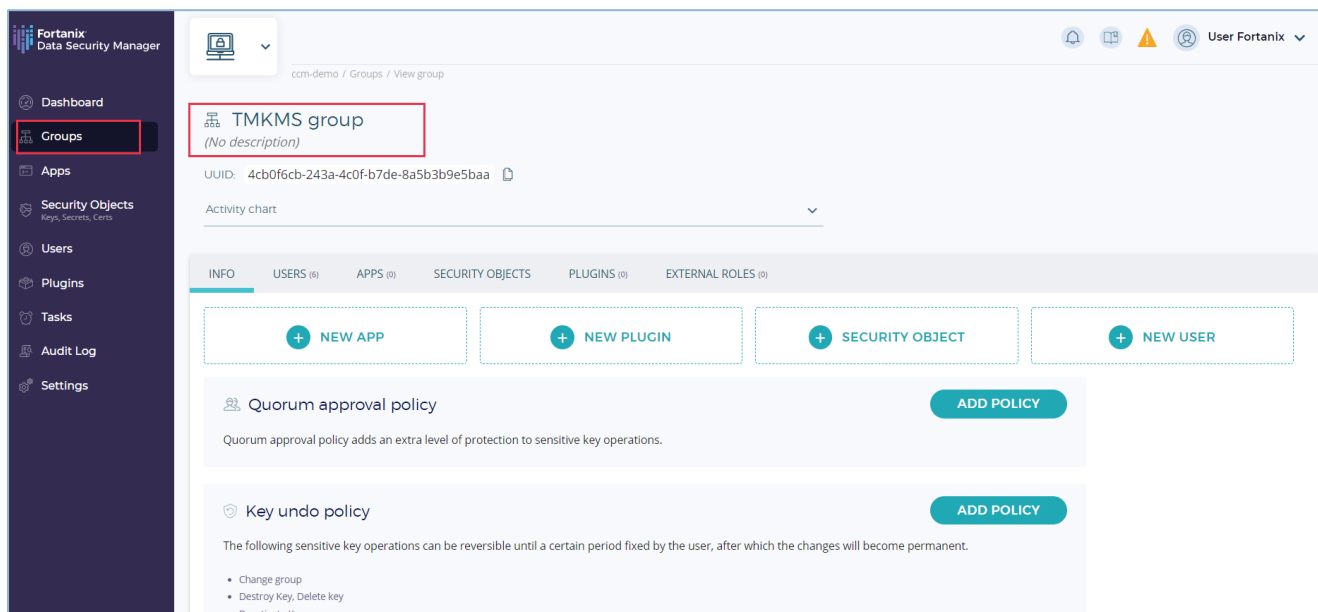 Fortanix
Data Security Manager
User Fortanix
ccm-demo / Groups / View group
Dashboard
Groups
Apps
Security Objects
Keys, Secrets, Certs
Users
Plugins
Tasks
Audit Log
Settings
TMKMS group
(No description)
UUID: 4cb0f6cb-243a-4c0f-b7de-8a5b3b9e5baa
Activity chart
INFO USERS (6) APPS (0) SECURITY OBJECTS PLUGINS (0) EXTERNAL ROLES (0)
NEW APP NEW PLUGIN SECURITY OBJECT NEW USER
Quorum approval policy ADD POLICY
Quorum approval policy adds an extra level of protection to sensitive key operations.
Key undo policy ADD POLICY
The following sensitive key operations can be reversible until a certain period fixed by the user, after which the changes will become permanent.
• Change group
• Destroy Key, Delete key